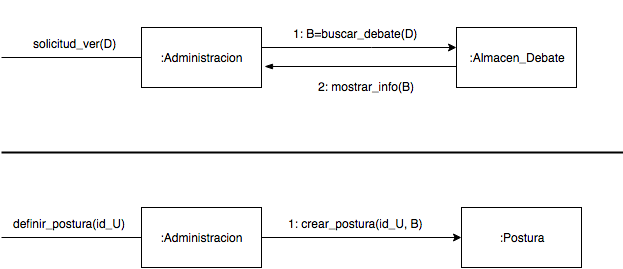 solicitud_ver(D)
:Administracion
1: B=buscar_debate(D)
:Almacen_Debate
2: mostrar_info(B)
definir_postura(id_U)
:Administracion
1: crear_postura(id_U, B)
:Postura